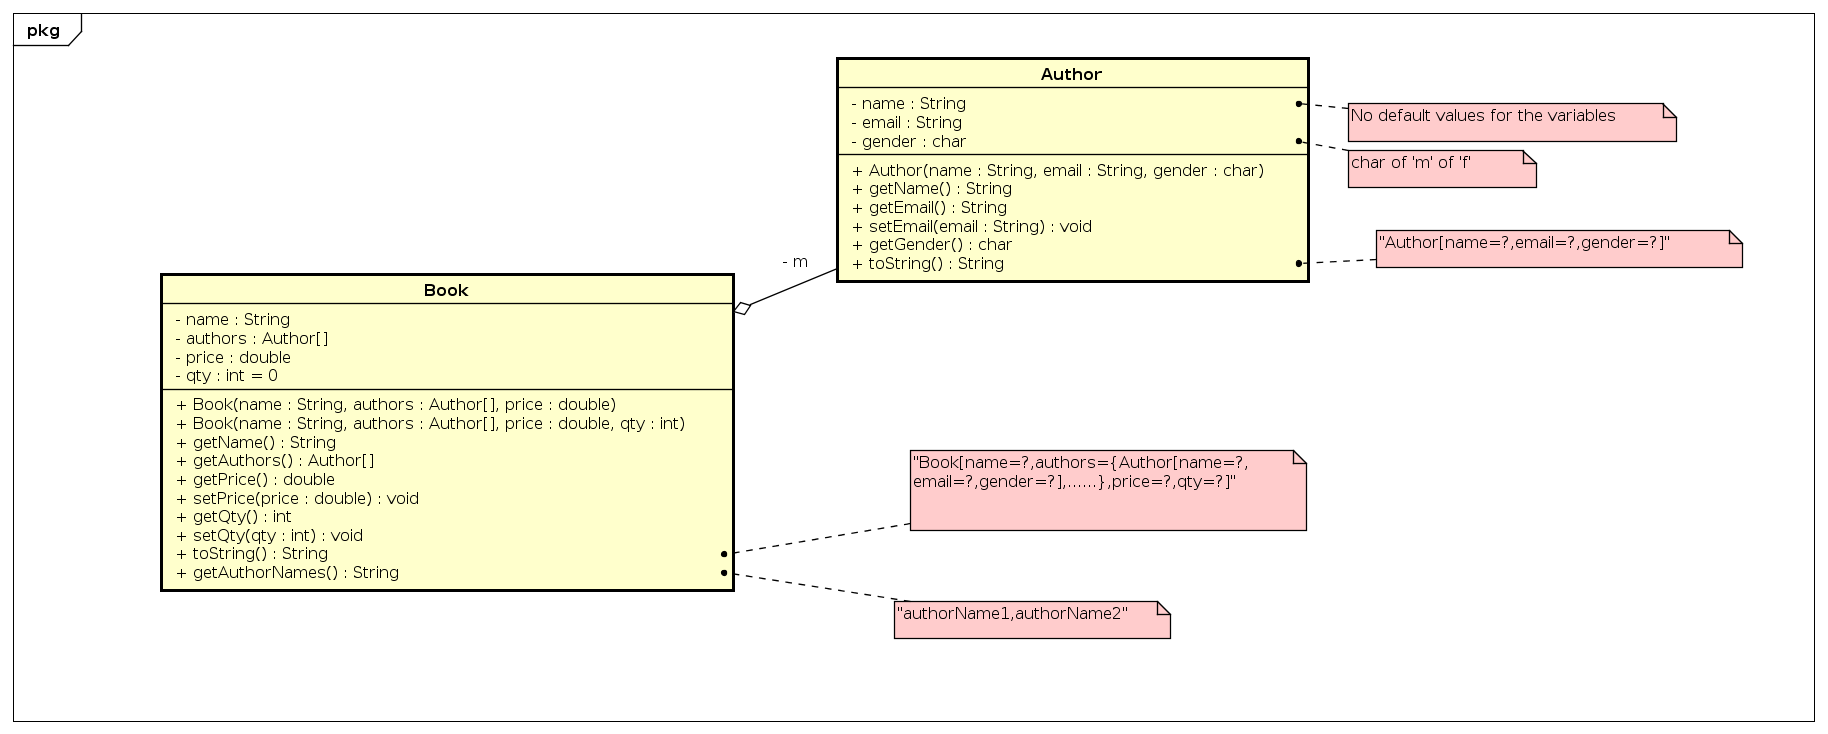 pkg
Author
- name : String
- email : String
- gender : char
+ Author(name : String, email : String, gender : char)
+ getName() : String
+ getEmail() : String
+ setEmail(email : String) : void
+ getGender() : char
+ toString() : String
No default values for the variables
char of 'm' of 'f'
"Author[name=?,email=?,gender=?]"
- m
Book
- name : String
- authors : Author[]
- price : double
- qty : int = 0
+ Book(name : String, authors : Author[], price : double)
+ Book(name : String, authors : Author[], price : double, qty : int)
+ getName() : String
+ getAuthors() : Author[]
+ getPrice() : double
+ setPrice(price : double) : void
+ getQty() : int
+ setQty(qty : int) : void
+ toString() : String
+ getAuthorNames() : String
"Book[name=?,authors={Author[name=?,
email=?,gender=?],......},price=?,qty=?]"
"authorName1,authorName2"